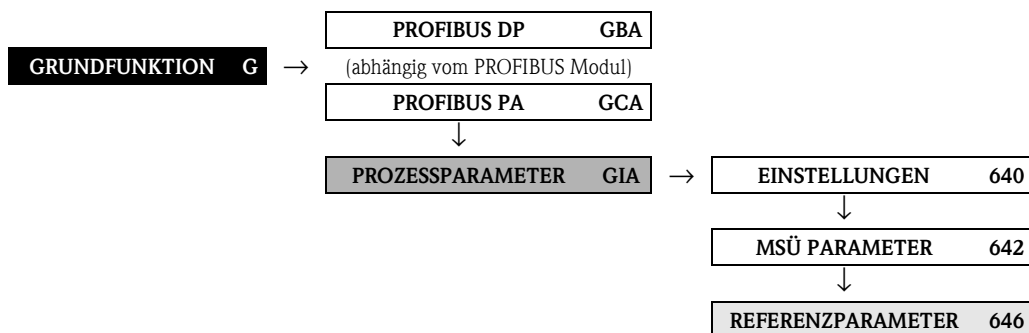 PROFIBUS DP GBA
GRUNDFUNKTION G → (abhängig vom PROFIBUS Modul)
PROFIBUS PA GCA
↓
PROZESSPARAMETER GIA → EINSTELLUNGEN 640
↓
MSÜ PARAMETER 642
↓
REFERENZPARAMETER 646